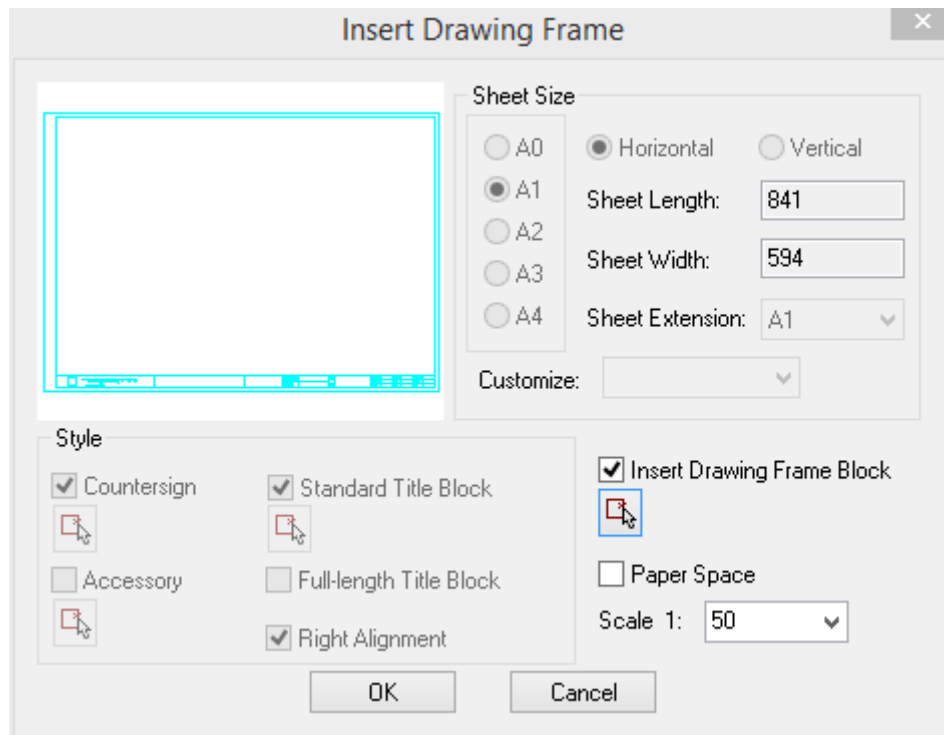 Insert Drawing Frame
Sheet Size
A0
Horizontal
Vertical
A1
Sheet Length: 841
A2
Sheet Width: 594
A3
A4
Sheet Extension: A1
Customize:
Style
Countersign
Standard Title Block
Insert Drawing Frame Block
Accessory
Full-length Title Block
Paper Space
Right Alignment
Scale 1: 50
OK
Cancel